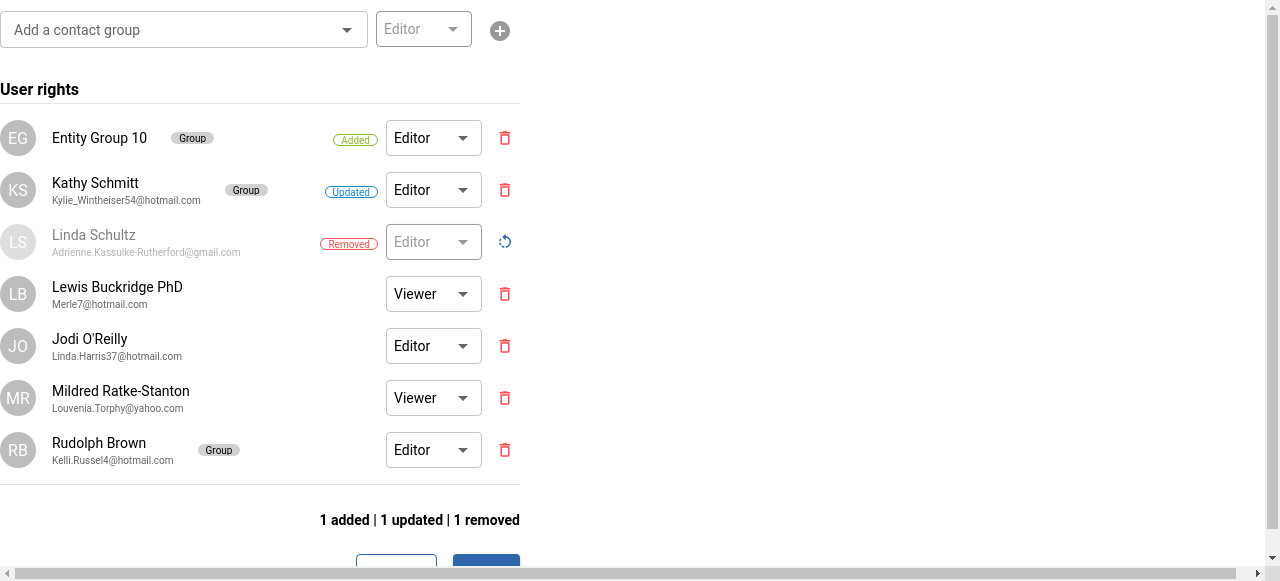 Add a contact group
Editor
User rights
EG
Entity Group 10
Group
Added
Editor
KS
Kathy Schmitt
Kylie_Wintheiser54@hotmail.com
Group
Updated
Editor
LS
Linda Schultz
Adrienne.Kassulke-Rutherford@gmail.com
Removed
Editor
LB
Lewis Buckridge PhD
Merle7@hotmail.com
Viewer
JO
Jodi O'Reilly
Linda.Harris37@hotmail.com
Editor
MR
Mildred Ratke-Stanton
Louvenia.Torphy@yahoo.com
Viewer
RB
Rudolph Brown
Kelli.Russel4@hotmail.com
Group
Editor
1 added | 1 updated | 1 removed